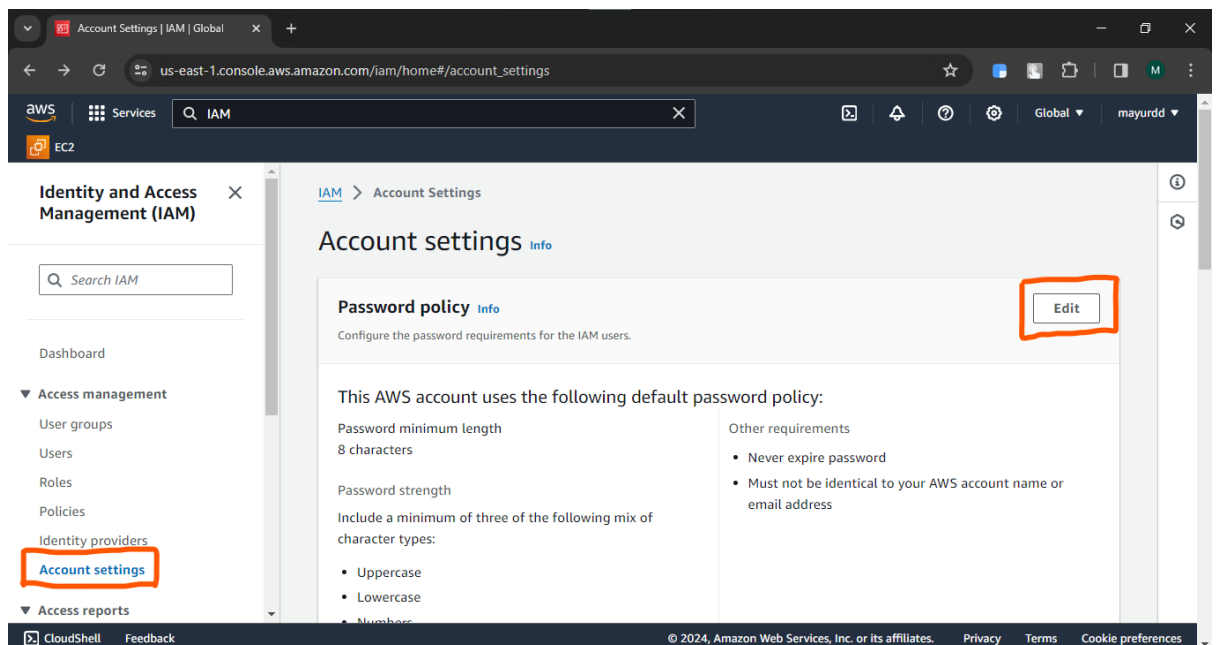 Account Settings | IAM | Global
us-east-1.console.aws.amazon.com/iam/home#/account_settings
M
aws
Services
IAM
Global
mayurdd
EC2
Identity and Access
Management (IAM)
Search IAM
Dashboard
Access management
User groups
Users
Roles
Policies
Identity providers
Account settings
Access reports
IAM > Account Settings
Account settings Info
Password policy Info
Edit
Configure the password requirements for the IAM users.
This AWS account uses the following default password policy:
Password minimum length
8 characters
Password strength
Include a minimum of three of the following mix of
character types:
• Uppercase
• Lowercase
• Numbers
Other requirements
• Never expire password
• Must not be identical to your AWS account name or
email address
CloudShell Feedback
© 2024, Amazon Web Services, Inc. or its affiliates. Privacy Terms Cookie preferences